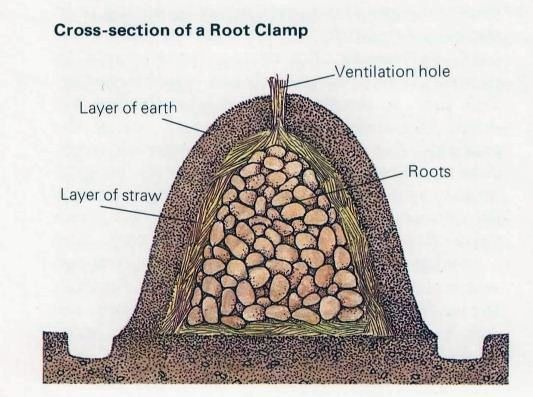 Cross-section of a Root Clamp
Ventilation hole
Layer of earth
Roots
Layer of straw